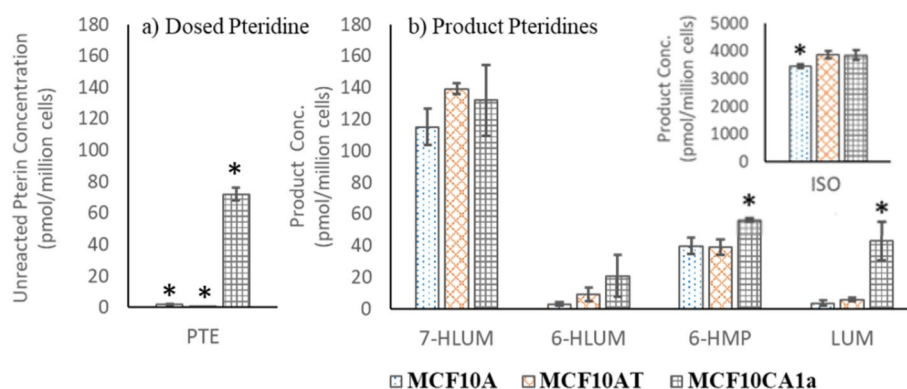 a) Dosed Pteridine
Unreacted Pterin Concentration
(pmol/million cells)
180
160
140
120
100
80
60
40
20
0
*
*
*
PTE
b) Product Pteridines
Product Conc.
(pmol/million cells)
180
160
140
120
100
80
60
40
20
0
*
*
7-HLUM
6-HLUM
6-HMP
LUM
Product Conc.
(pmol/million cells)
5000
4000
3000
2000
1000
0
*
ISO
MCF10A
MCF10AT
MCF10CA1a